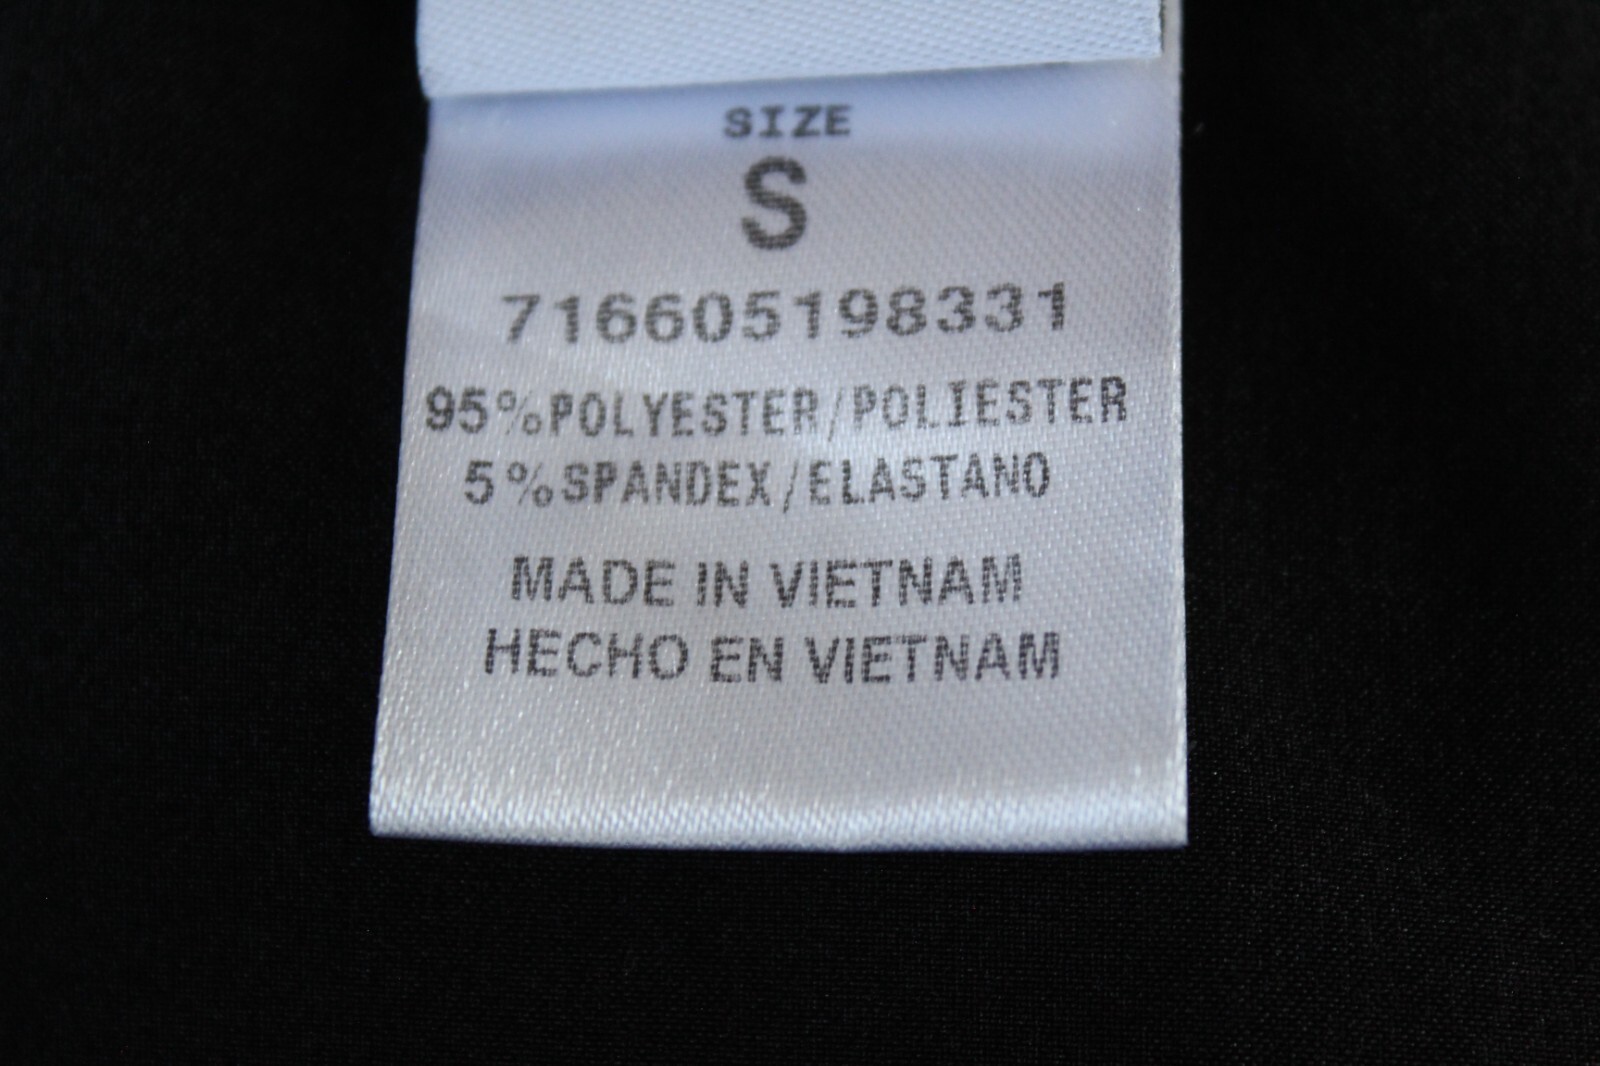 SIZE
S
716605198331
95%POLYESTER/POLIESTER
5%SPANDEX/ELASTANO
MADE IN VIETNAM
HECHO EN VIETNAM